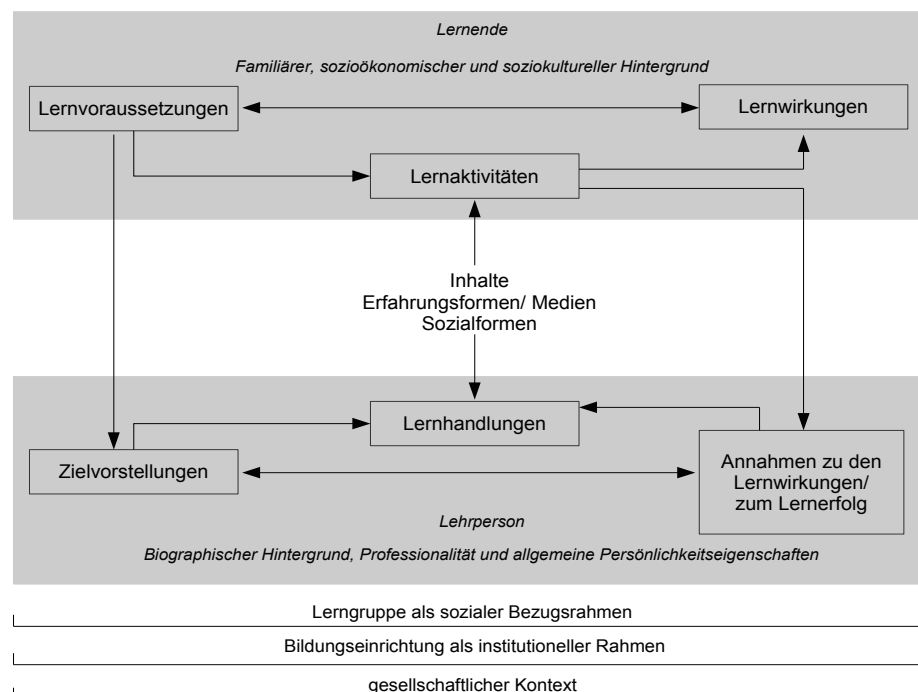 Lernende
Familiärer, sozioökonomischer und soziokultureller Hintergrund
Lernvoraussetzungen
Lernwirkungen
Lernaktivitäten
Inhalte
Erfahrungsformen/ Medien
Sozialformen
Lernhandlungen
Zielvorstellungen
Annahmen zu den
Lernwirkungen/
zum Lernerfolg
Lehrperson
Biographischer Hintergrund, Professionalität und allgemeine Persönlichkeitseigenschaften
Lerngruppe als sozialer Bezugsrahmen
Bildungseinrichtung als institutioneller Rahmen
gesellschaftlicher Kontext